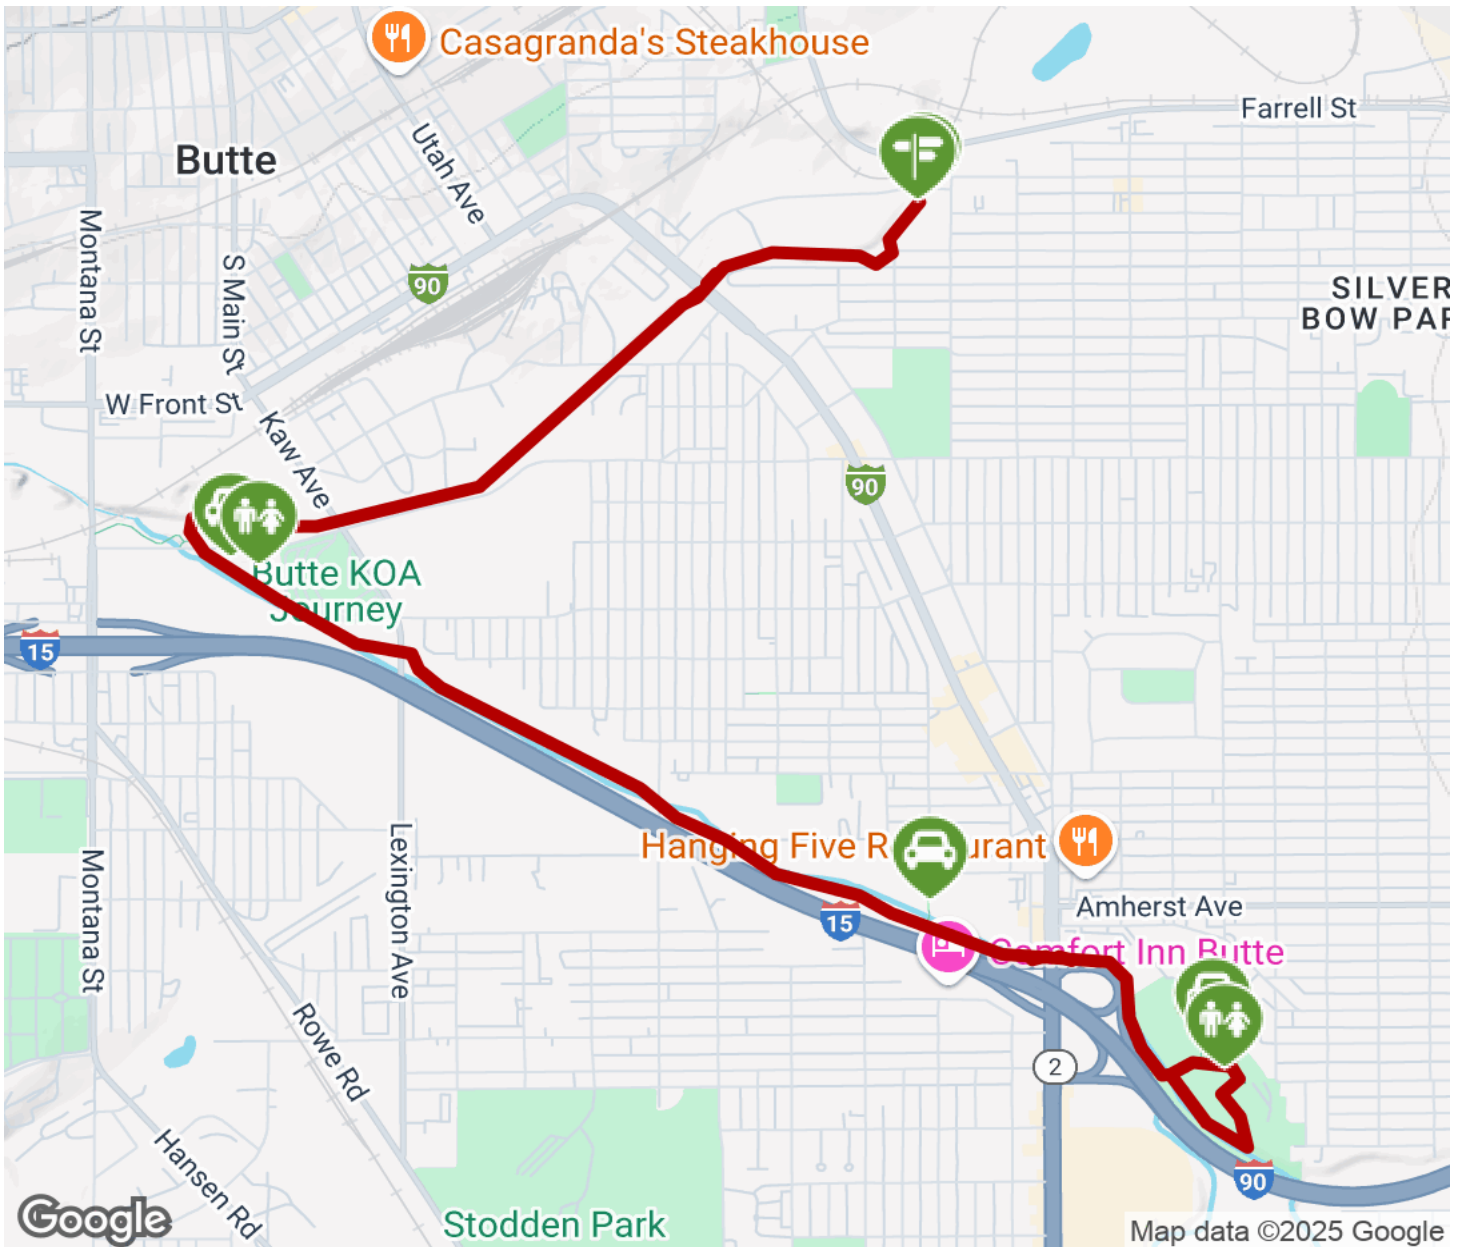 Casagranda's Steakhouse
Farrell St
Utah Ave
Butte
Montana St
S Main St
90
SILVER
BOW PAR
W Front St
Kaw Ave
90
Butte KOA
Journey
15
Hanging Five R urant
Lexington Ave
Montana St
15
Amherst Ave
Comfort Inn Butte
Rowe Rd
2
Hansen Rd
90
Stodden Park
Google
Map data ©2025 Google